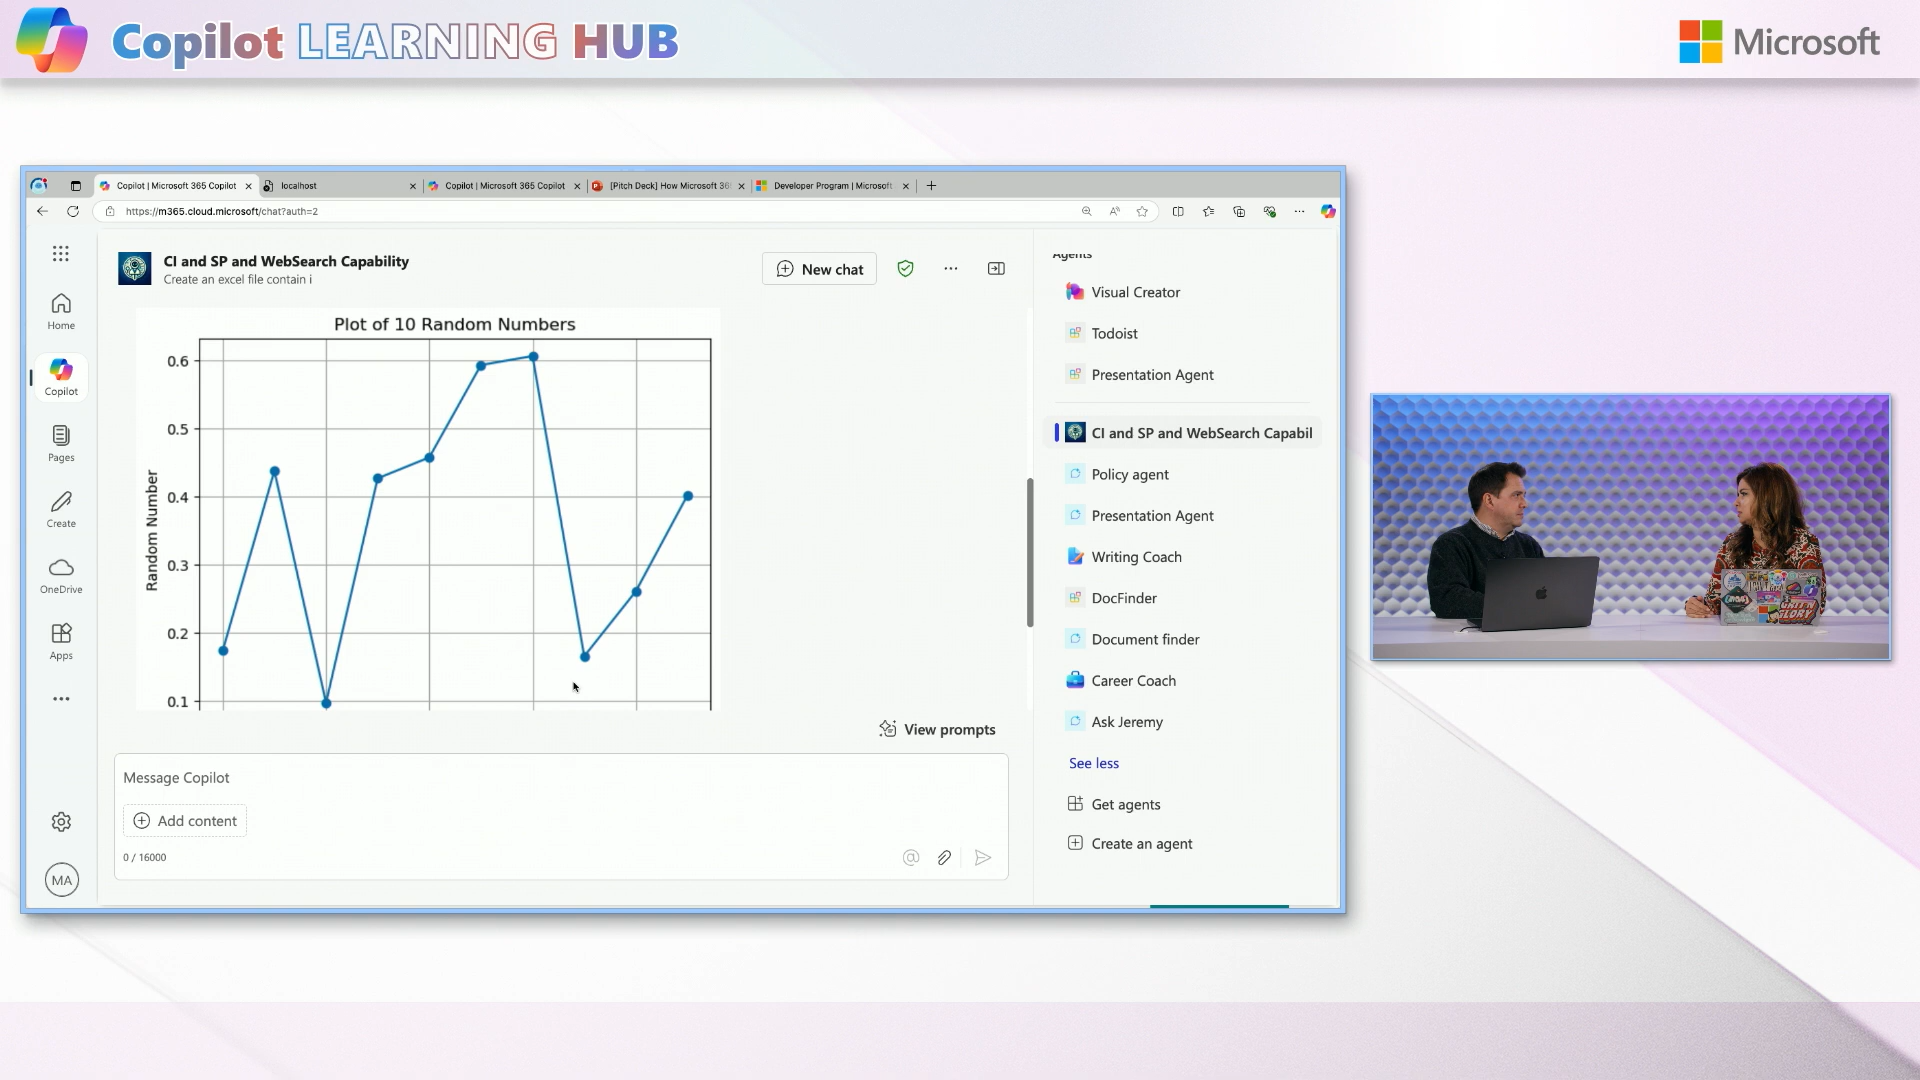 Copilot LEARNING HUB
Microsoft
Copilot | Microsoft 365 Copilot
localhost
Copilot | Microsoft 365 Copilot
[Pitch Deck] How Microsoft 36
Developer Program | Microsoft
https://m365.cloud.microsoft/chat?auth=2
Home
Copilot
Pages
Create
OneDrive
Apps
MA
CI and SP and WebSearch Capability
Create an excel file contain i
New chat
Plot of 10 Random Numbers
Random Number
0.6
0.5
0.4
0.3
0.2
0.1
View prompts
Message Copilot
Add content
0 / 16000
Agents
Visual Creator
Todoist
Presentation Agent
CI and SP and WebSearch Capabil
Policy agent
Presentation Agent
Writing Coach
DocFinder
Document finder
Career Coach
Ask Jeremy
See less
Get agents
Create an agent